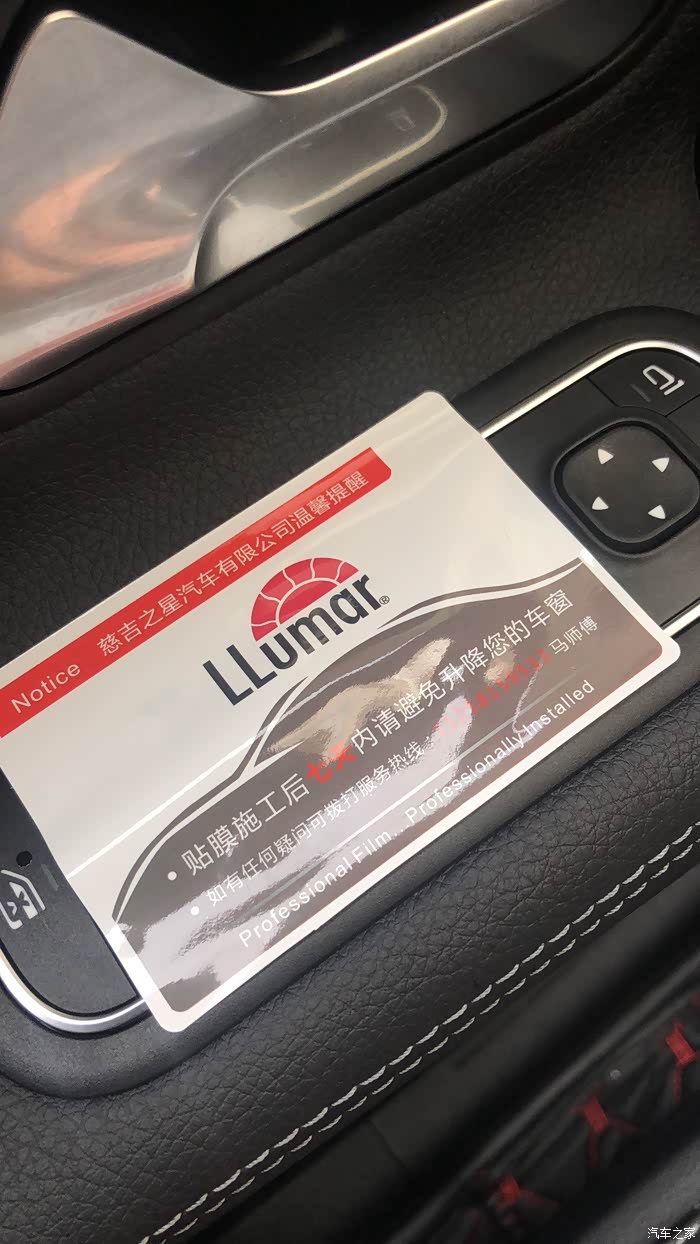 Notice 慈吉之星汽车有限公司温馨提醒
LLumar®
• 贴膜施工后七天内请避免升降您的车窗
• 如有任何疑问可拨打服务热线 马师傅
Professional Film... Professionally Installed
汽车之家